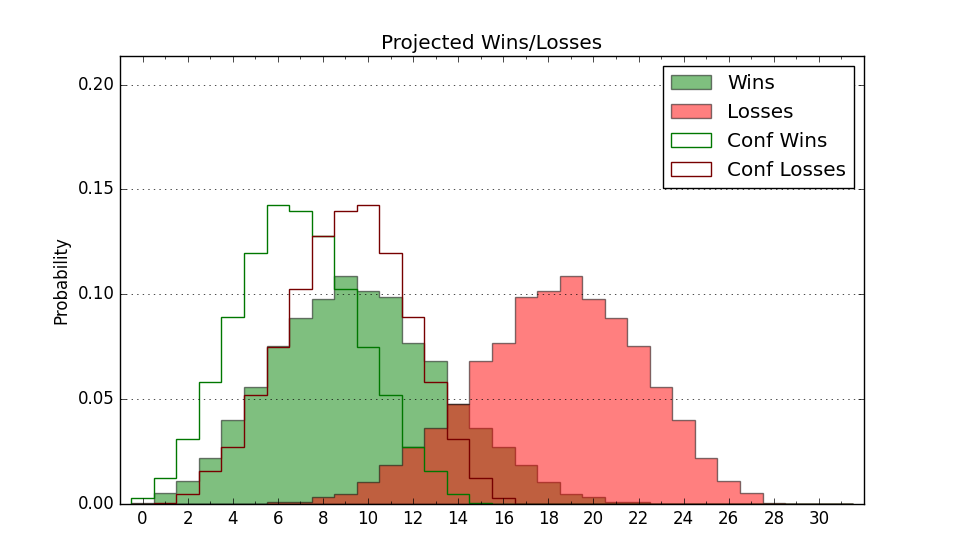 Projected Wins/Losses
0.20
0.15
0.10
0.05
0.00
Probability
Wins
Losses
Conf Wins
Conf Losses
0 2 4 6 8 10 12 14 16 18 20 22 24 26 28 30